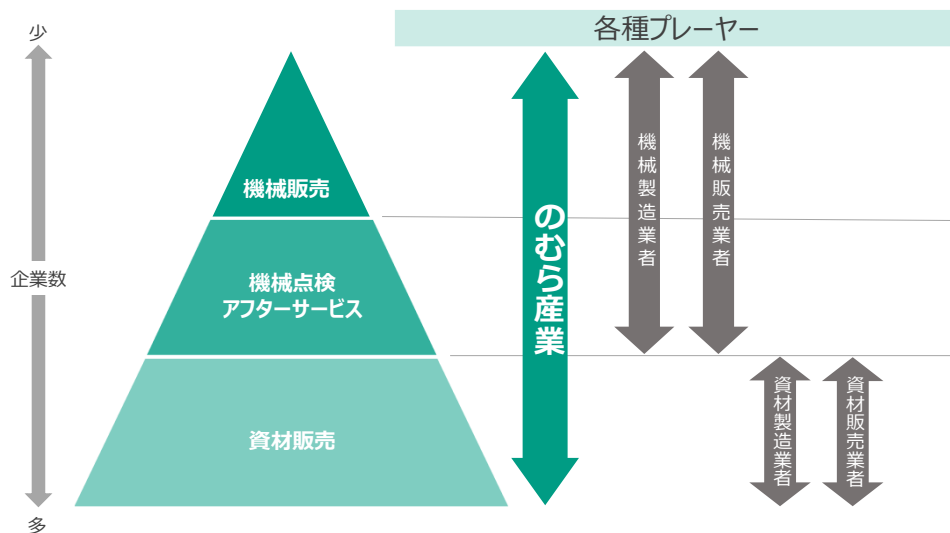 少
各種プレーヤー
機械販売
機械点検
アフターサービス
資材販売
企業数
多
のむら産業
機械製造業者
機械販売業者
資材製造業者
資材販売業者